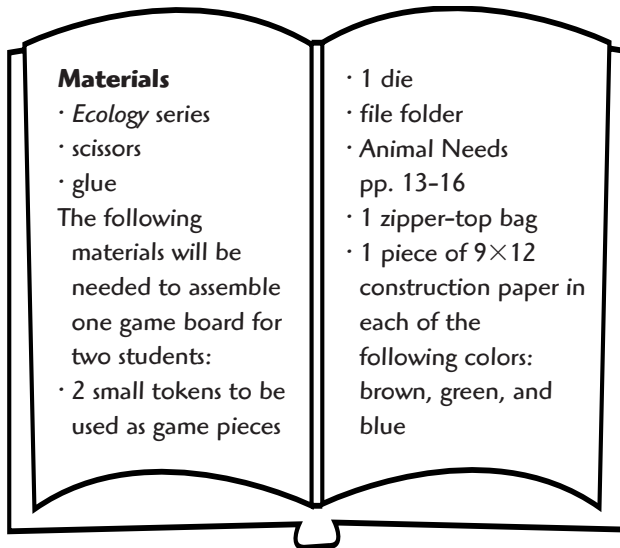 Materials
· Ecology series
· scissors
· glue
The following
materials will be
needed to assemble
one game board for
two students:
· 2 small tokens to be
used as game pieces
· 1 die
· file folder
· Animal Needs
pp. 13-16
· 1 zipper-top bag
· 1 piece of 9×12
construction paper in
each of the
following colors:
brown, green, and
blue